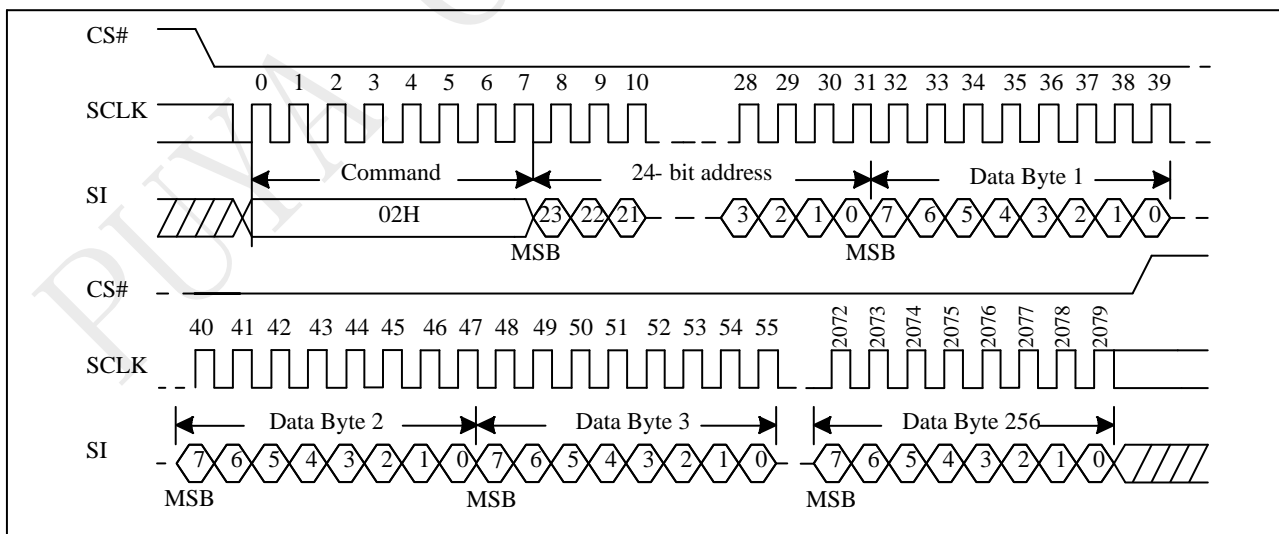 CS#
0 1 2 3 4 5 6 7 8 9 10 28 29 30 31 32 33 34 35 36 37 38 39
SCLK
Command 24- bit address Data Byte 1
SI
02H 23 22 21 3 2 1 0 7 6 5 4 3 2 1 0
MSB MSB
CS#
40 41 42 43 44 45 46 47 48 49 50 51 52 53 54 55 2072 2073 2074 2075 2076 2077 2078 2079
SCLK
Data Byte 2 Data Byte 3 Data Byte 256
SI
7 6 5 4 3 2 1 0 7 6 5 4 3 2 1 0 7 6 5 4 3 2 1 0
MSB MSB MSB
PUYA